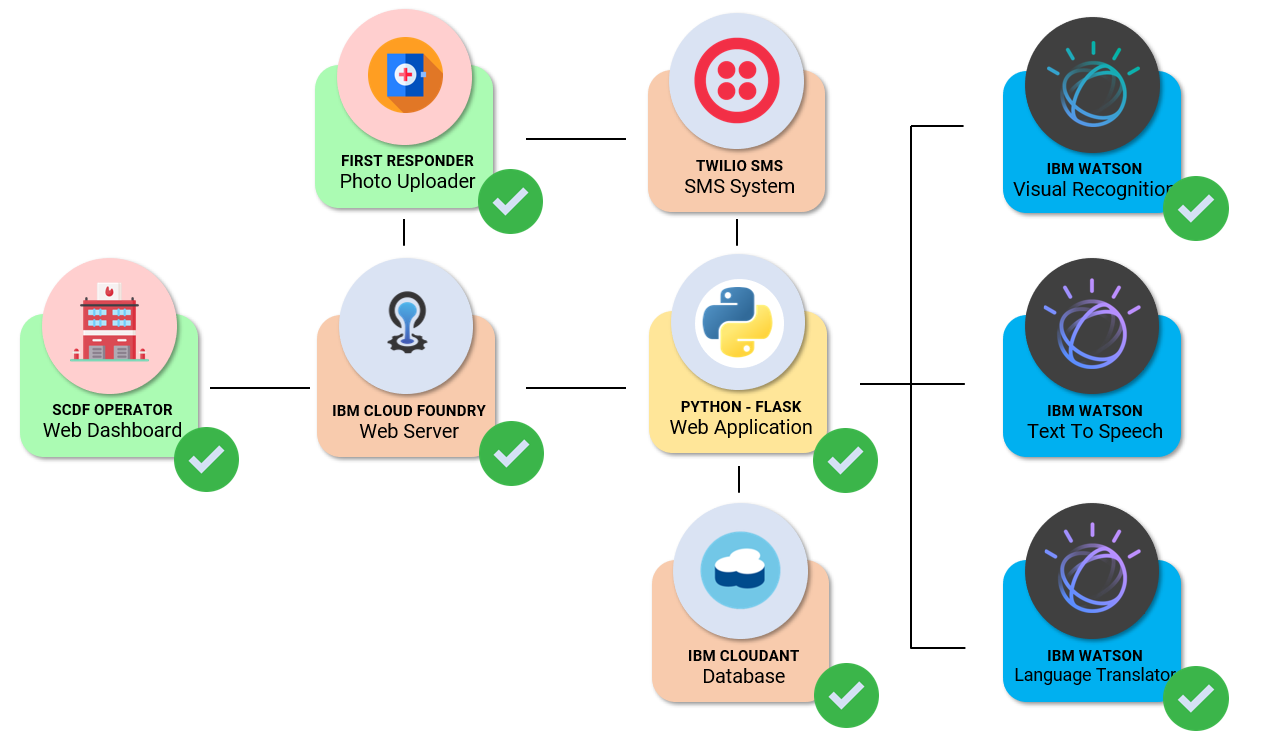 FIRST RESPONDER
Photo Uploader
TWILIO SMS
SMS System
IBM WATSON
Visual Recognition
SCDF OPERATOR
Web Dashboard
IBM CLOUD FOUNDRY
Web Server
PYTHON - FLASK
Web Application
IBM WATSON
Text To Speech
IBM CLOUDANT
Database
IBM WATSON
Language Translator